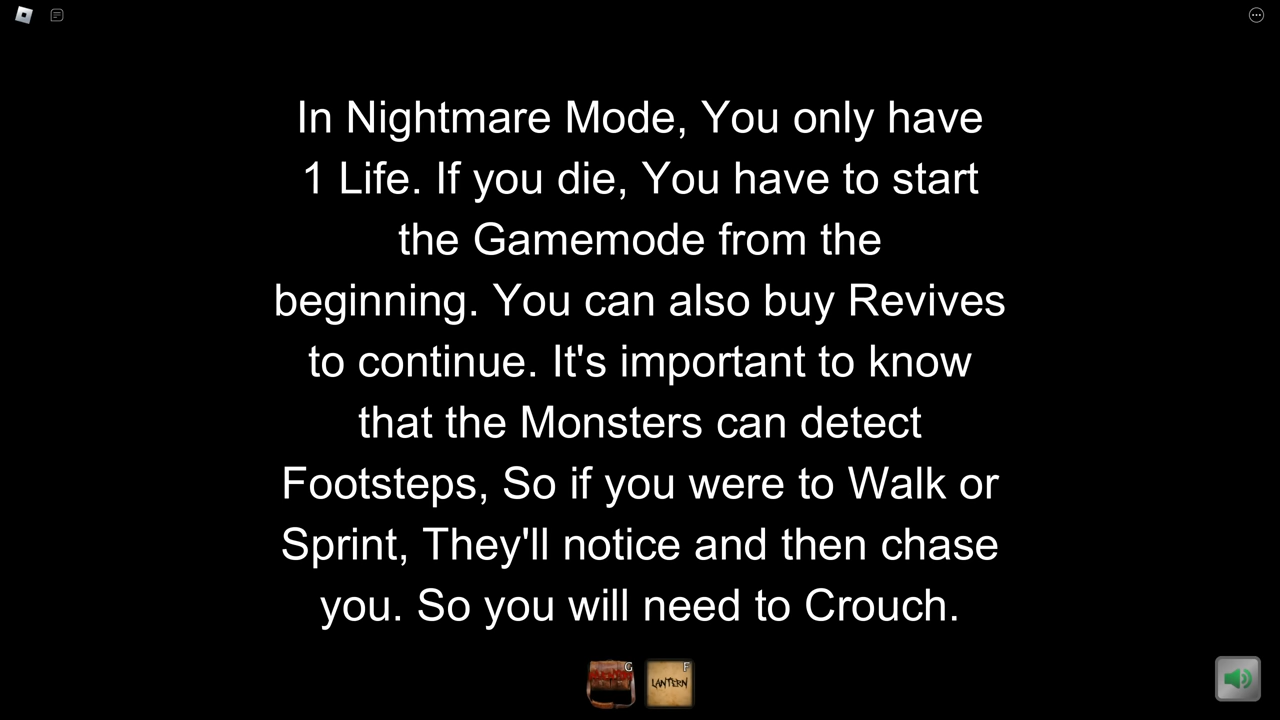 In Nightmare Mode, You only have
1 Life. If you die, You have to start
the Gamemode from the
beginning. You can also buy Revives
to continue. It's important to know
that the Monsters can detect
Footsteps, So if you were to Walk or
Sprint, They'll notice and then chase
you. So you will need to Crouch.
G
F
LANTERN